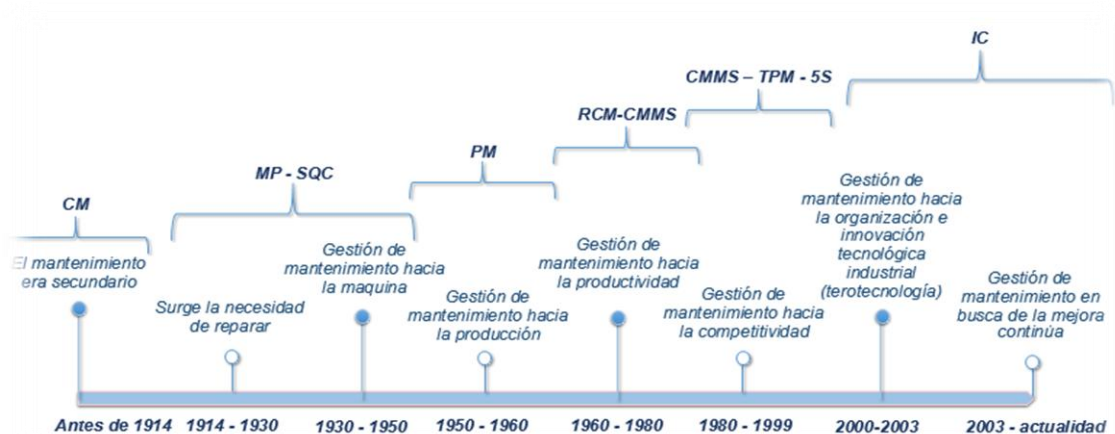 IC
CMMS – TPM - 5S
RCM-CMMS
PM
MP - SQC
CM
El mantenimiento
era secundario
Surge la necesidad
de reparar
Gestión de
mantenimiento hacia
la maquina
Gestión de
mantenimiento hacia
la producción
Gestión de
mantenimiento hacia
la productividad
Gestión de
mantenimiento hacia
la competitividad
Gestión de
mantenimiento hacia
la organización e
innovación
tecnológica
industrial
(terotecnología)
Gestión de
mantenimiento en
busca de la mejora
continúa
Antes de 1914
1914 - 1930
1930 - 1950
1950 - 1960
1960 - 1980
1980 - 1999
2000-2003
2003 - actualidad